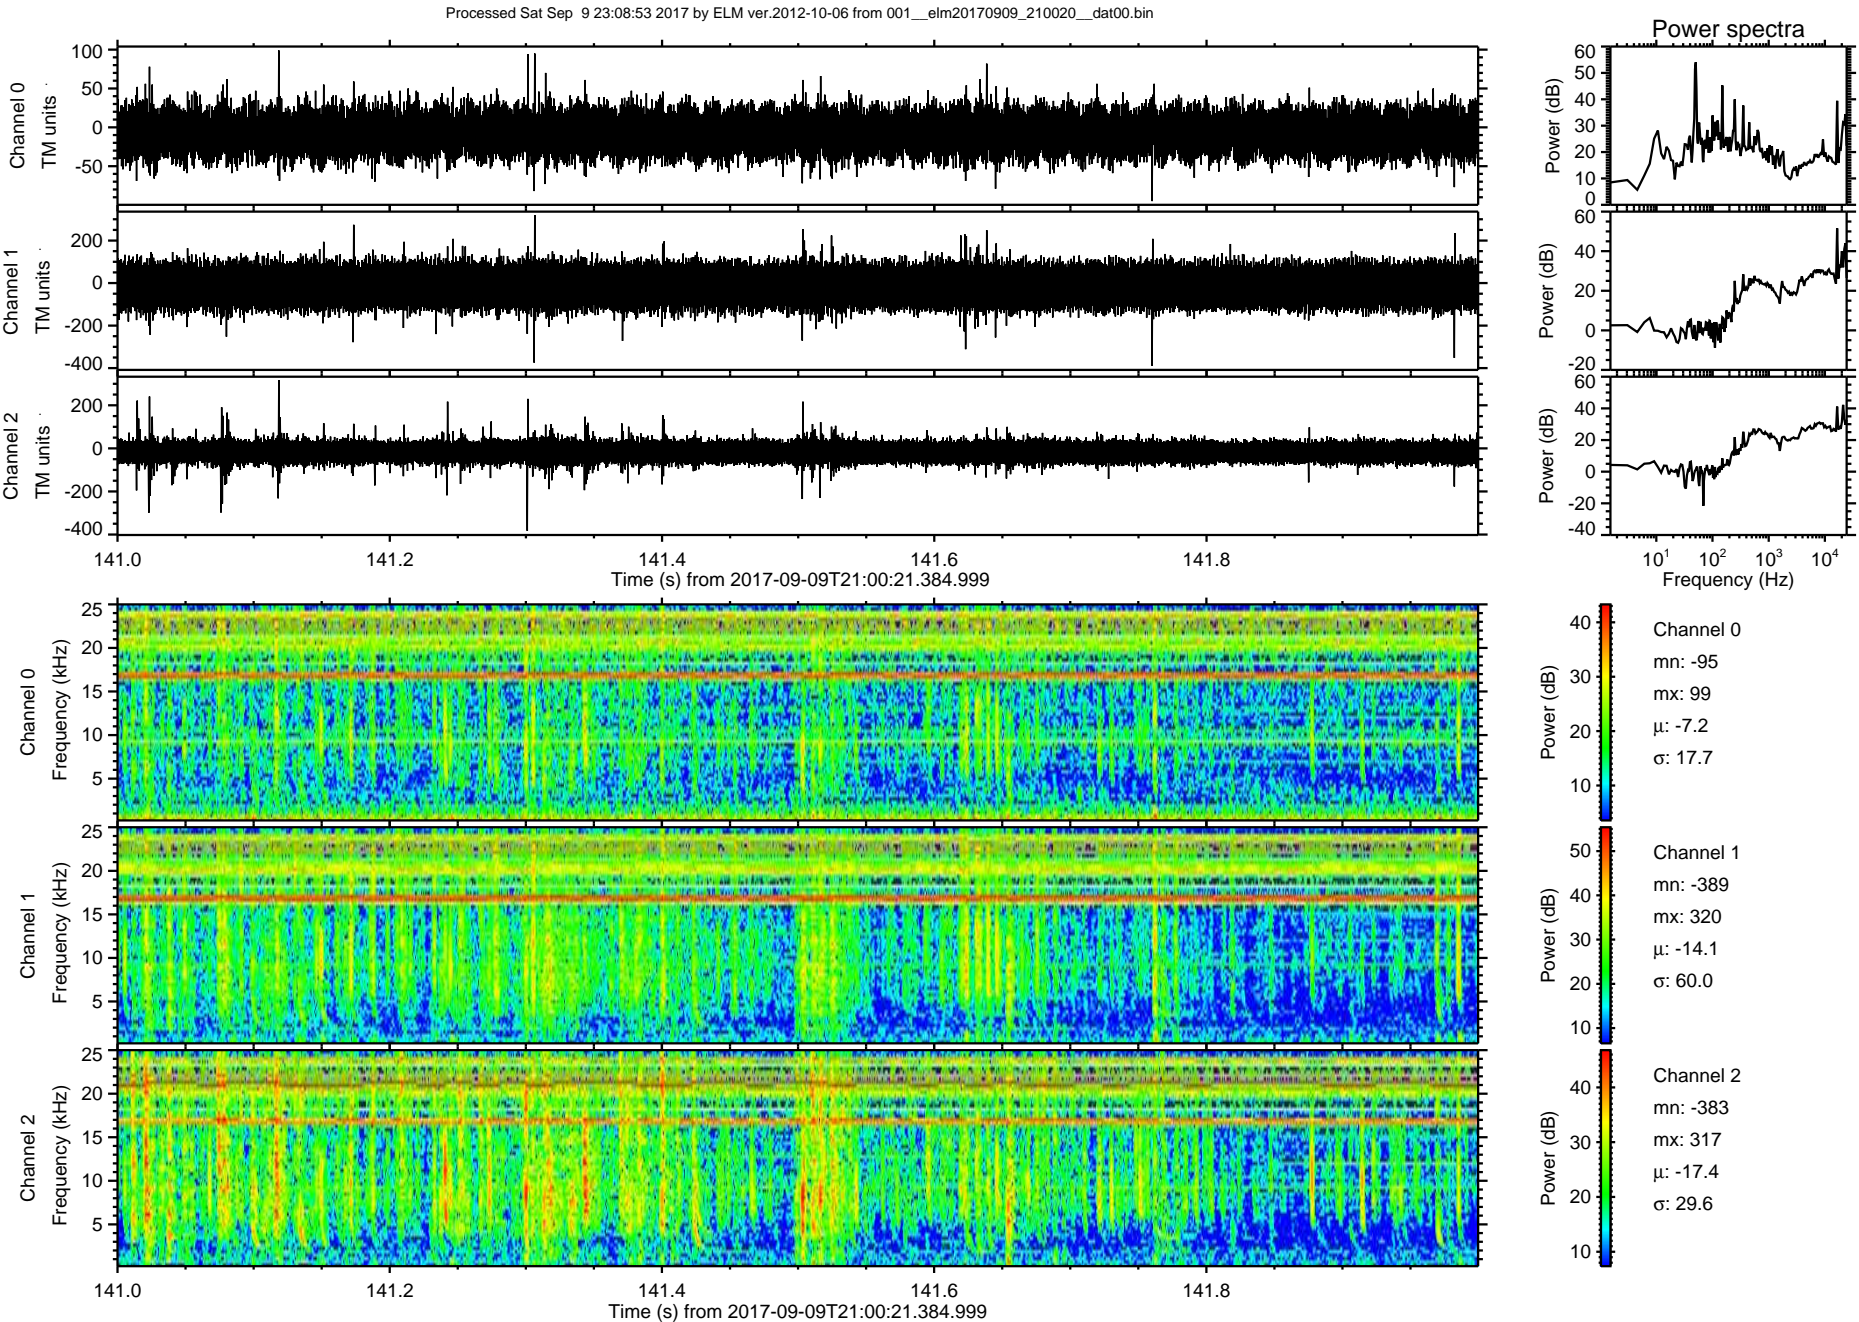 Processed Sat Sep  9 23:08:53 2017 by ELM ver.2012-10-06 from 001__elm20170909_210020__dat00.bin
Power spectra
Channel 0
TM units
100
50
0
-50
Power (dB)
60
50
40
30
20
10
0
Channel 1
TM units
200
0
-200
-400
Power (dB)
60
40
20
0
-20
Channel 2
TM units
200
0
-200
-400
Power (dB)
60
40
20
0
-20
-40
141.0 141.2 141.4 141.6 141.8
Time (s) from 2017-09-09T21:00:21.384.999
10¹ 10² 10³ 10⁴
Frequency (Hz)
Channel 0
Frequency (kHz)
25
20
15
10
5
Power (dB)
40
30
20
10
Channel 0
mn: -95
mx: 99
μ: -7.2
σ: 17.7
Channel 1
Frequency (kHz)
25
20
15
10
5
Power (dB)
50
40
30
20
10
Channel 1
mn: -389
mx: 320
μ: -14.1
σ: 60.0
Channel 2
Frequency (kHz)
25
20
15
10
5
Power (dB)
40
30
20
10
Channel 2
mn: -383
mx: 317
μ: -17.4
σ: 29.6
141.0 141.2 141.4 141.6 141.8
Time (s) from 2017-09-09T21:00:21.384.999